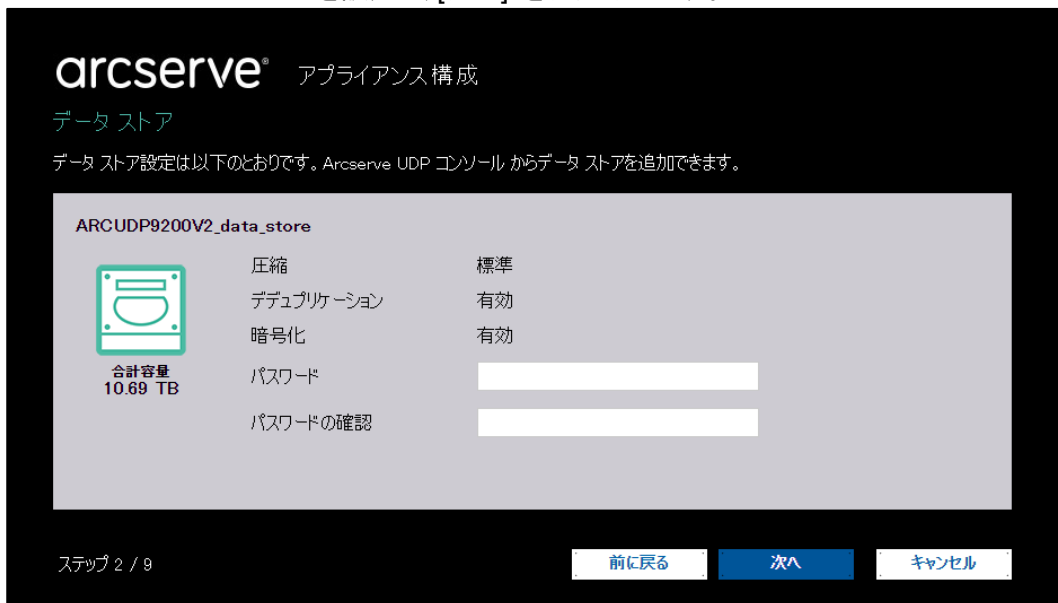 arcserve® アプライアンス構成
データ ストア
データ ストア設定は以下のとおりです。Arcserve UDP コンソール からデータ ストアを追加できます。
ARCUDP9200V2_data_store
圧縮 標準
デデュプリケーション 有効
暗号化 有効
合計容量
10.69 TB
パスワード
パスワードの確認
ステップ 2 / 9
前に戻る 次へ キャンセル